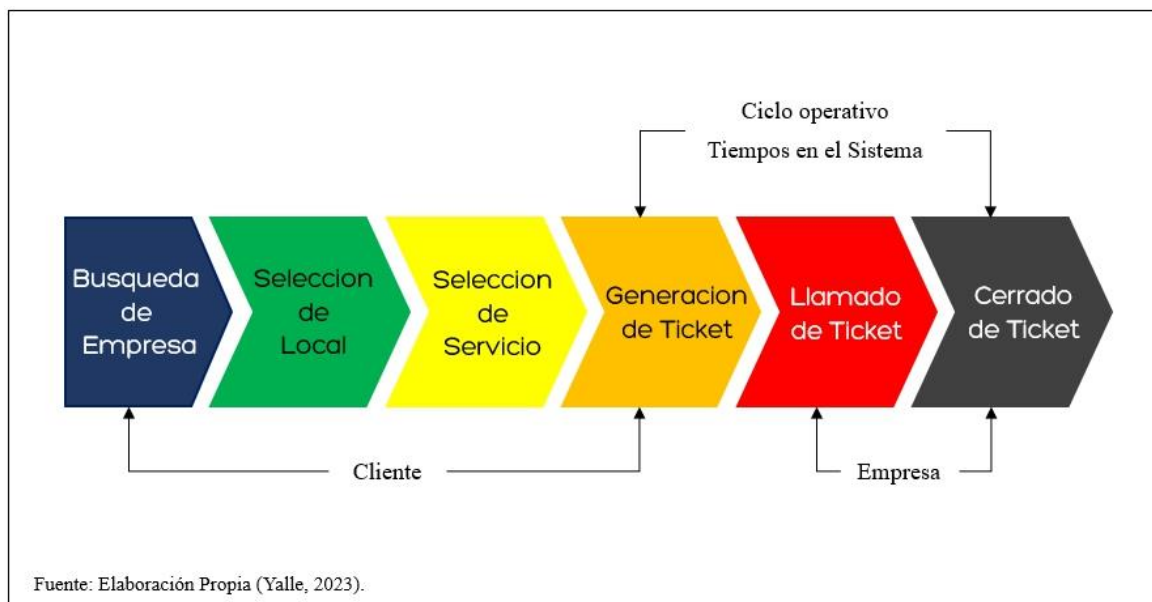 Ciclo operativo
Tiempos en el Sistema
Busqueda
de
Empresa
Seleccion
de
Local
Seleccion
de
Servicio
Generacion
de Ticket
Llamado
de Ticket
Cerrado
de Ticket
Cliente
Empresa
Fuente: Elaboración Propia (Yalle, 2023).